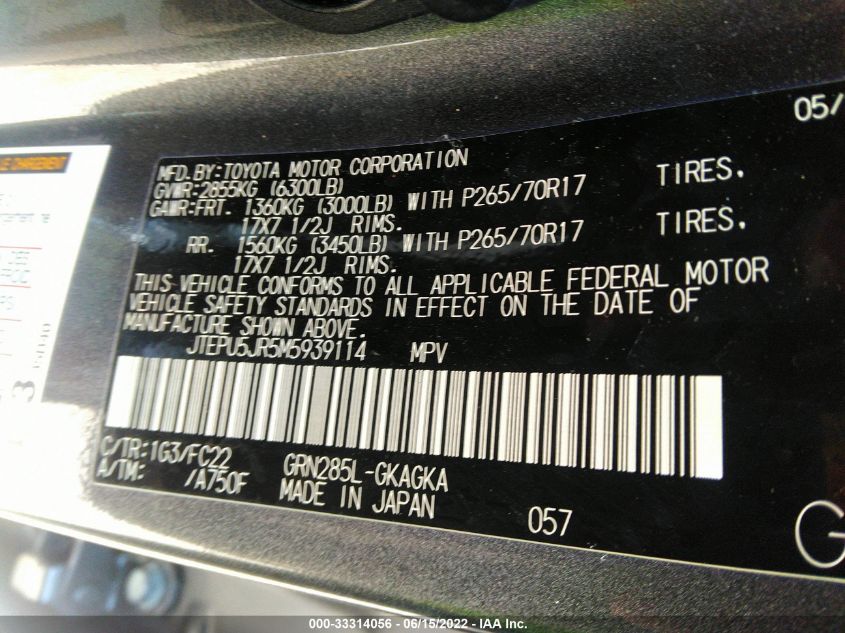 05/
MFD. BY:TOYOTA MOTOR CORPORATION
GVWR:2855KG (6300LB)
GAWR:FRT. 1360KG (3000LB) WITH P265/70R17 TIRES.
17X7 1/2J RIMS.
RR. 1560KG (3450LB) WITH P265/70R17 TIRES.
17X7 1/2J RIMS.
THIS VEHICLE CONFORMS TO ALL APPLICABLE FEDERAL MOTOR
VEHICLE SAFETY STANDARDS IN EFFECT ON THE DATE OF
MANUFACTURE SHOWN ABOVE.
JTEPU5JR5M5939114 MPV
C/TR:1G3/FC22 GRN285L-GKAGKA
A/TM: /A750F MADE IN JAPAN
057
G
LE CHARGEMENT
3
000-33314056 - 06/15/2022 - IAA Inc.